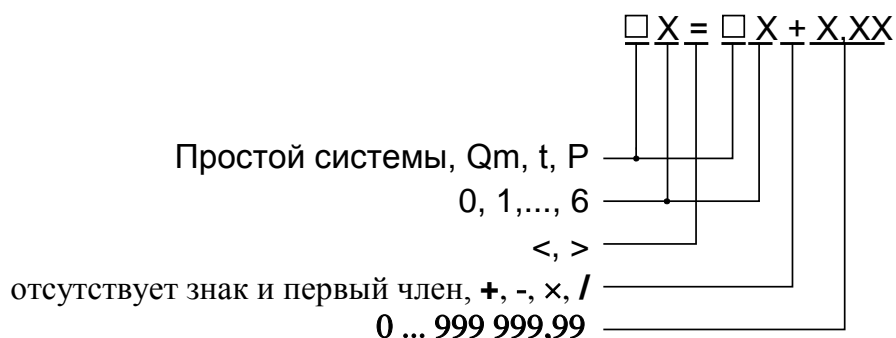 □ X = □ X + X,XX
Простой системы, Qm, t, P
0, 1,..., 6
<, >
отсутствует знак и первый член, +, -, ×, /
0 ... 999 999,99